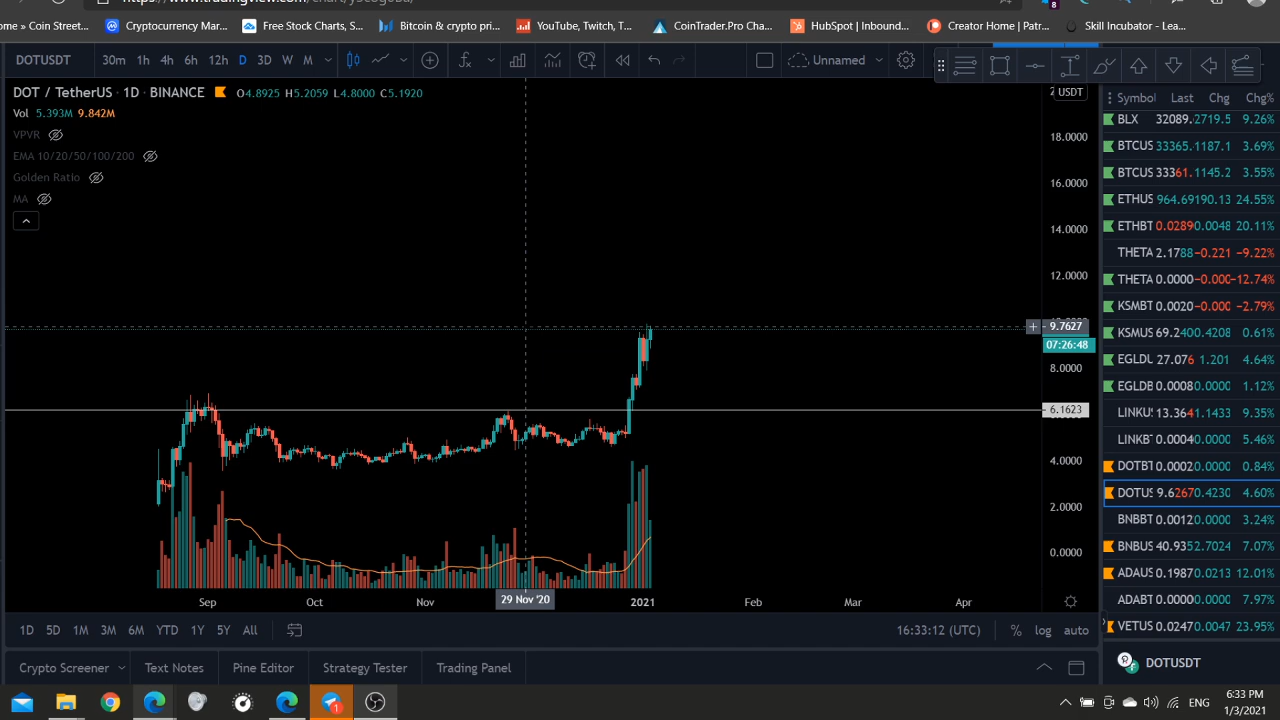 ome » Coin Street...
Cryptocurrency Mar...
Free Stock Charts, S...
Bitcoin & crypto pri...
YouTube, Twitch, T...
CoinTrader.Pro Cha...
HubSpot | Inbound...
Creator Home | Patr...
Skill Incubator - Lea...
8
DOTUSDT
30m 1h 4h 6h 12h D 3D W M
Unnamed
DOT / TetherUS · 1D · BINANCE
O4.8925 H5.2059 L4.8000 C5.1920
Vol 5.393M 9.842M
VPVR
EMA 10/20/50/100/200
Golden Ratio
MA
USDT
18.0000
16.0000
14.0000
12.0000
9.7627
07:26:48
8.0000
6.1623
4.0000
2.0000
0.0000
Sep Oct Nov 29 Nov '20 2021 Feb Mar Apr
1D 5D 1M 3M 6M YTD 1Y 5Y All
16:33:12 (UTC) % log auto
Crypto Screener Text Notes Pine Editor Strategy Tester Trading Panel
Symbol Last Chg Chg%
BLX 32089. 2719.5 9.26%
BTCUS 33365. 1187.1 3.69%
BTCUS 33361. 1145.2 3.55%
ETHUS 964.69 190.13 24.55%
ETHBT 0.0289 0.0048 20.11%
THETA 2.1788 −0.221 −9.22%
THETA 0.0000 −0.000 −12.74%
KSMBT 0.0020 −0.000 −2.79%
KSMUS 69.240 0.4208 0.61%
EGLDU 27.076 1.201 4.64%
EGLDB 0.0008 0.0000 1.12%
LINKU 13.364 1.1433 9.35%
LINKB 0.0004 0.0000 5.46%
DOTBT 0.0002 0.0000 0.84%
DOTUS 9.6267 0.4230 4.60%
BNBBT 0.0012 0.0000 3.24%
BNBUS 40.935 2.7024 7.07%
ADAUS 0.1987 0.0213 12.01%
ADABT 0.0000 0.0000 7.97%
VETUS 0.0247 0.0047 23.95%
DOTUSDT
1
ENG
6:33 PM
1/3/2021